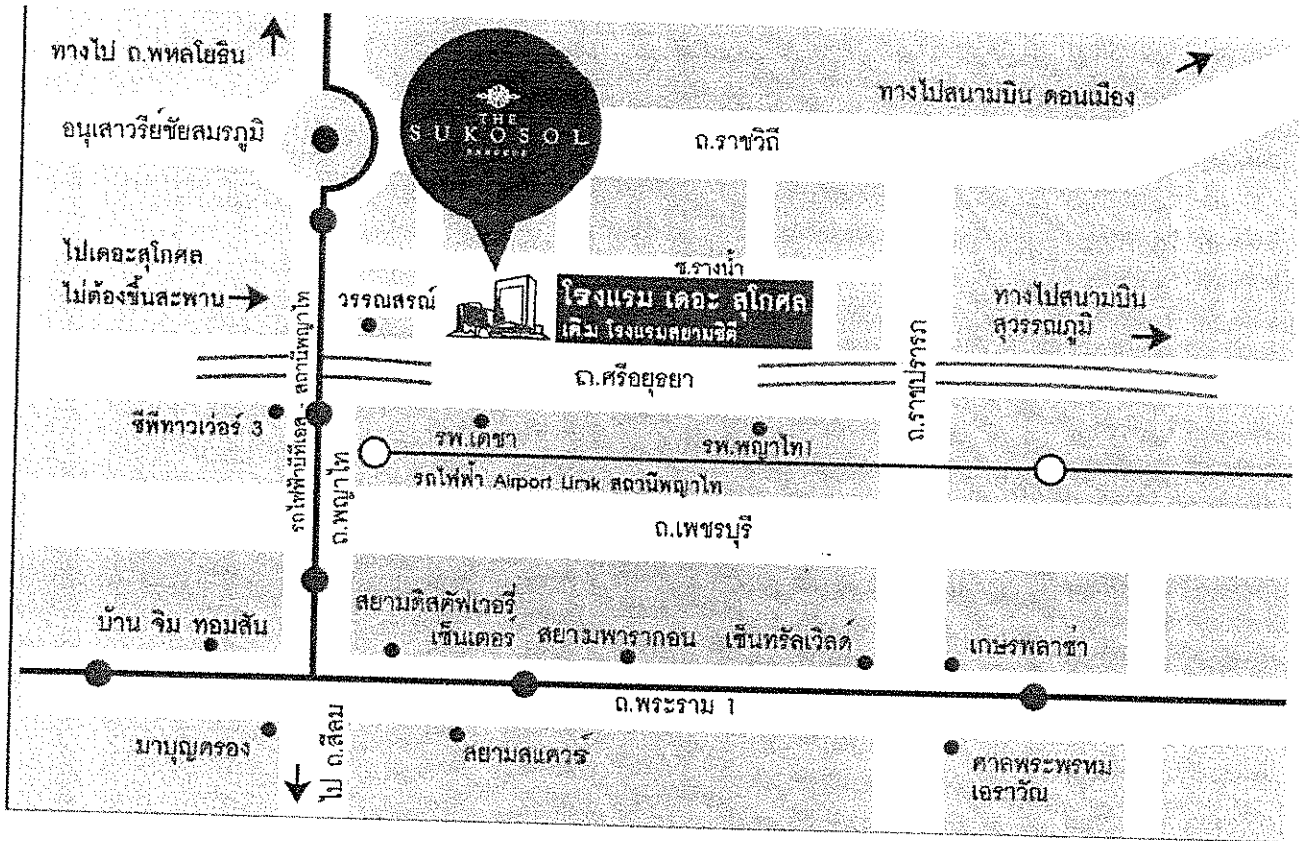 ทางไป ถ.พหลโยธิน
อนุเสาวรีย์ชัยสมรภูมิ
THE
SUKOSOL
BANGKOK
ทางไปสนามบิน ดอนเมือง
ถ.ราชวิถี
ไปเดอะสุโกศล
ไม่ต้องขึ้นสะพาน
วรรณสรณ์
ซ.รางน้ำ
โรงแรม เดอะ สุโกศล
เดิม โรงแรมสยามซิตี
ทางไปสนามบิน
สุวรรณภูมิ
ถ.ศรีอยุธยา
ถ.ราชปรารภ
รถไฟฟ้าบีทีเอส - สถานีพญาไท
ถ.พญาไท
ซีพีทาวเว่อร์ 3
รพ.เดชา
รพ.พญาไท1
รถไฟฟ้า Airport Link สถานีพญาไท
ถ.เพชรบุรี
บ้าน จิม ทอมสัน
สยามดิสคัฟเวอรี่
เซ็นเตอร์
สยามพารากอน
เซ็นทรัลเวิลด์
เกษรพลาซ่า
ถ.พระราม 1
มาบุญครอง
ไป ถ.สีลม
สยามสแควร์
ศาลพระพรหม
เอราวัณ